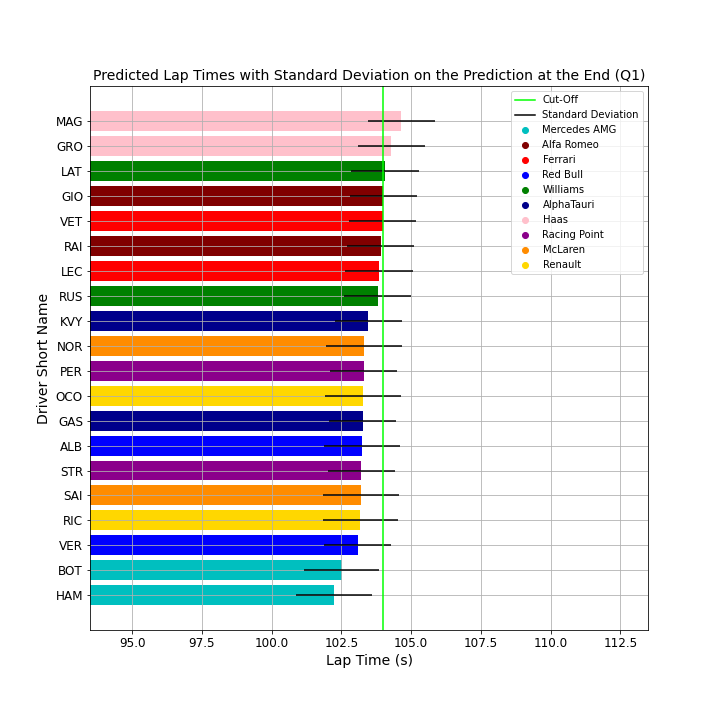 Predicted Lap Times with Standard Deviation on the Prediction at the End (Q1)
Cut-Off
Standard Deviation
Mercedes AMG
Alfa Romeo
Ferrari
Red Bull
Williams
AlphaTauri
Haas
Racing Point
McLaren
Renault
Driver Short Name
MAG
GRO
LAT
GIO
VET
RAI
LEC
RUS
KVY
NOR
PER
OCO
GAS
ALB
STR
SAI
RIC
VER
BOT
HAM
95.0 97.5 100.0 102.5 105.0 107.5 110.0 112.5
Lap Time (s)